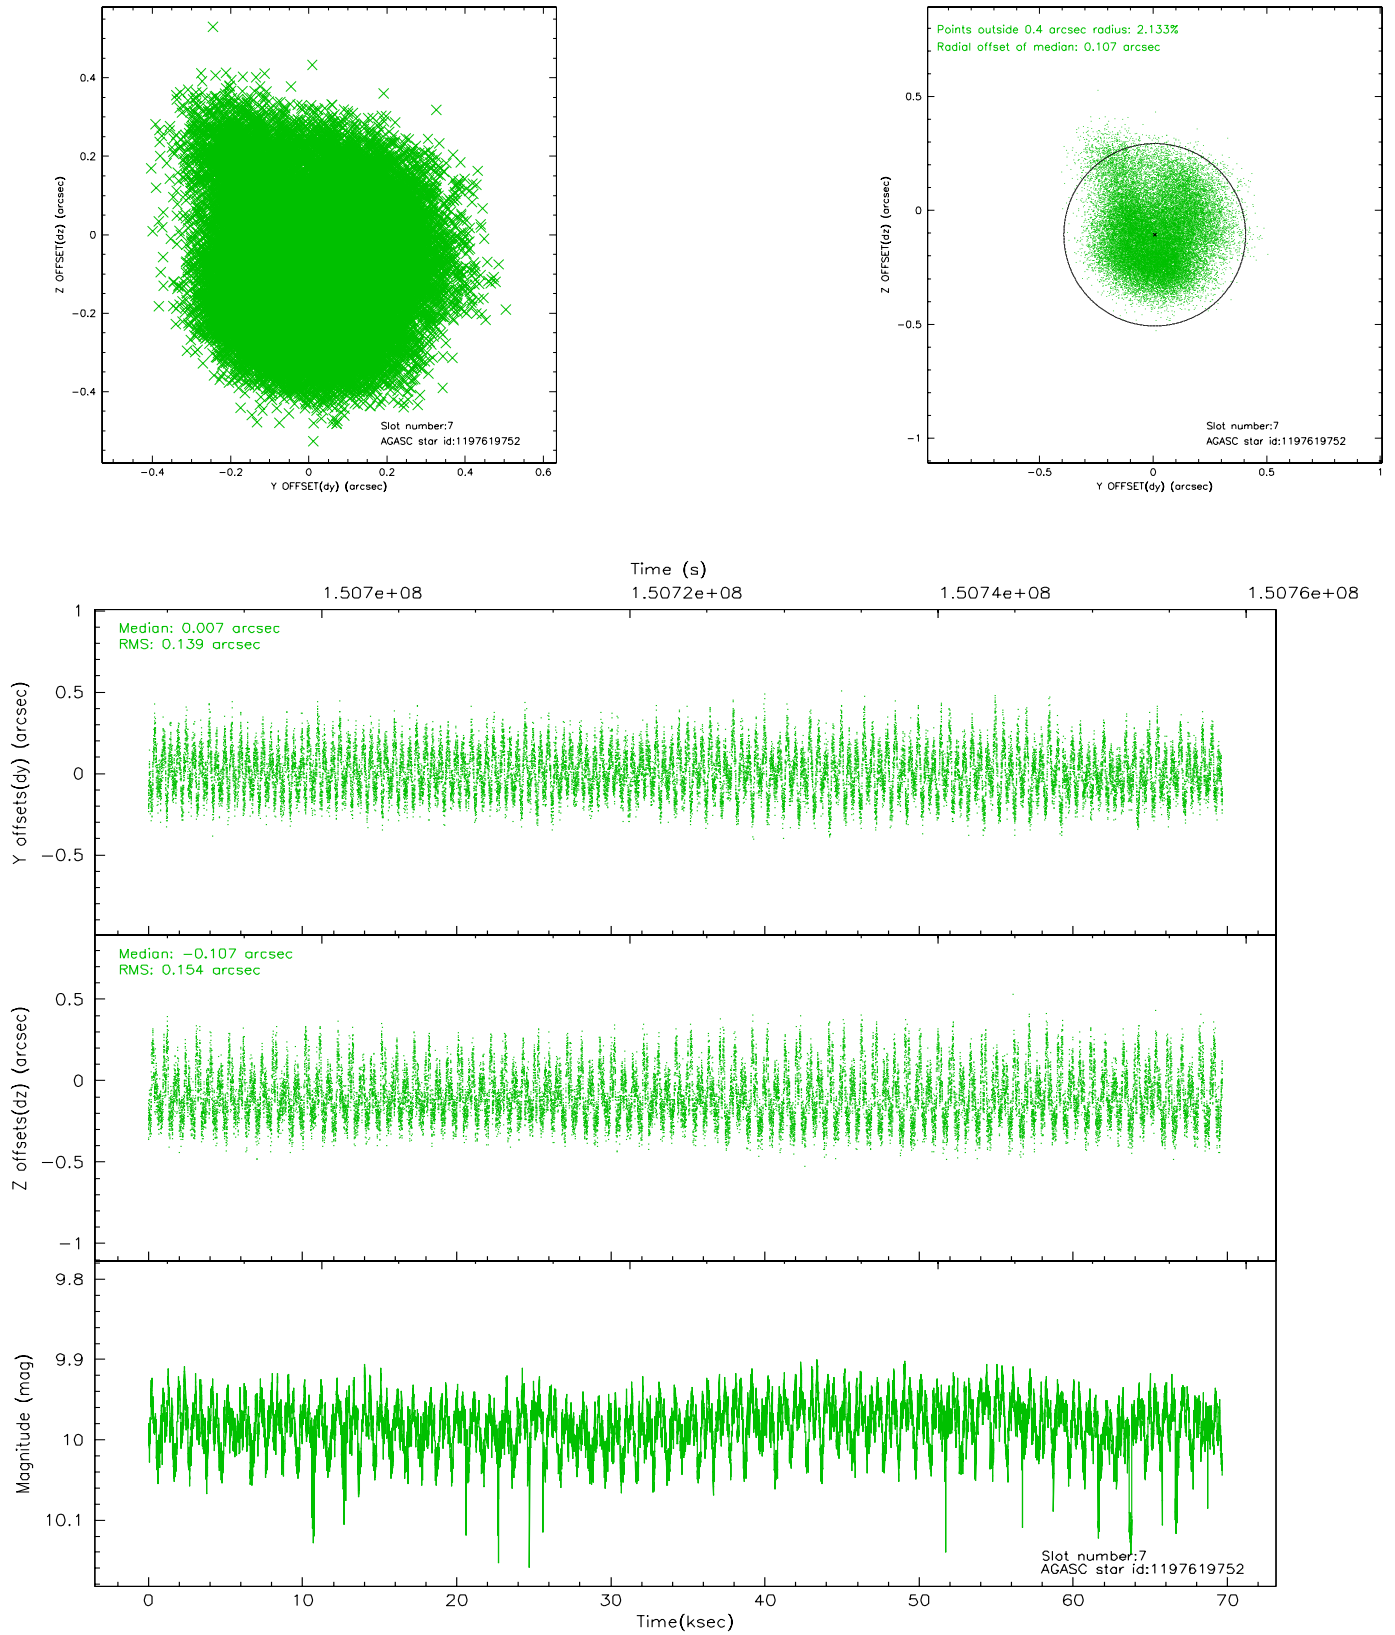 0.4
0.2
0
−0.2
−0.4
Z OFFSET(dz) (arcsec)
Slot number:7
AGASC star id:1197619752
−0.4 −0.2 0 0.2 0.4 0.6
Y OFFSET(dy) (arcsec)
Points outside 0.4 arcsec radius: 2.133%
Radial offset of median: 0.107 arcsec
0.5
0
−0.5
−1
Z OFFSET(dz) (arcsec)
Slot number:7
AGASC star id:1197619752
−0.5 0 0.5 1
Y OFFSET(dy) (arcsec)
Time (s)
1.507e+08 1.5072e+08 1.5074e+08 1.5076e+08
Median: 0.007 arcsec
RMS: 0.139 arcsec
1
0.5
0
−0.5
Y offsets(dy) (arcsec)
Median: −0.107 arcsec
RMS: 0.154 arcsec
0.5
0
−0.5
−1
Z offsets(dz) (arcsec)
9.8
9.9
10
10.1
Magnitude (mag)
Slot number:7
AGASC star id:1197619752
0 10 20 30 40 50 60 70
Time(ksec)